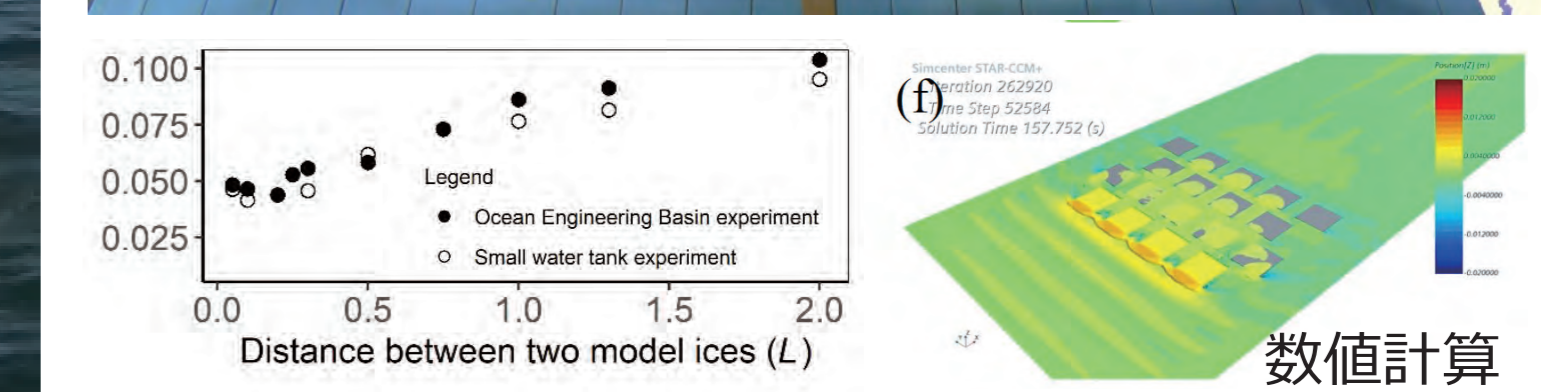 0.100
0.075
0.050
0.025
0.0 0.5 1.0 1.5 2.0
Distance between two model ices (L)
Legend
Ocean Engineering Basin experiment
Small water tank experiment
Simcenter STAR-CCM+
(f)
Iteration 262920
Time Step 52584
Solution Time 157.752 (s)
Position[Z] (m)
0.020000
0.012000
0.0040000
-0.0040000
-0.012000
-0.020000
数値計算